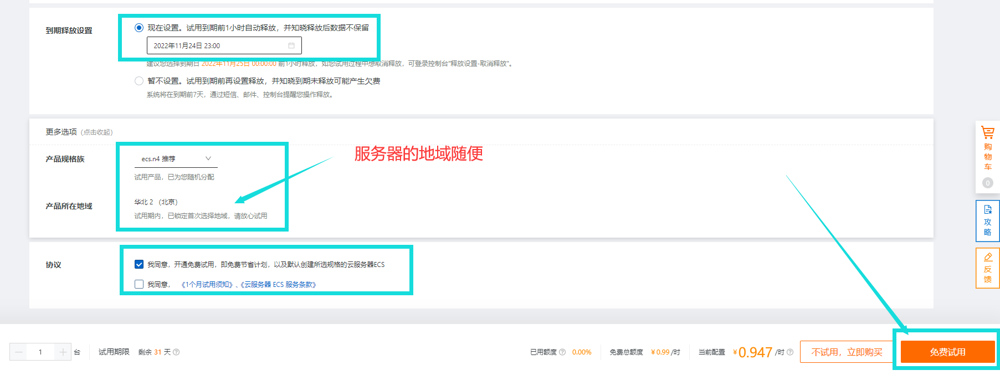 到期释放设置
现在设置。试用到期前1小时自动释放，并知晓释放后数据不保留
2022年11月24日 23:00
建议您选择到期日 2022年11月25日 00:00:00 前1小时释放，如您试用过程中想取消释放，可登录控制台"释放设置-取消释放"。
暂不设置。试用到期前再设置释放，并知晓到期未释放可能产生欠费
系统将在到期前7天，通过短信、邮件、控制台提醒您操作释放。
更多选项 (点击收起)
产品规格族
ecs.n4 推荐
试用产品，已为您随机分配
服务器的地域随便
产品所在地域
华北 2 （北京）
试用期内，已锁定首次选择地域，请放心试用
协议
我同意，开通免费试用，即免费节省计划，以及默认创建所选规格的云服务器ECS
我同意， 《1个月试用须知》、《云服务器 ECS 服务条款》
购物车
0
攻略
反馈
1 台 试用期限 剩余 31 天
已用额度 0.00% 免费总额度 ¥0.99 /时 当前配置 ¥0.947 /时
不试用，立即购买
免费试用